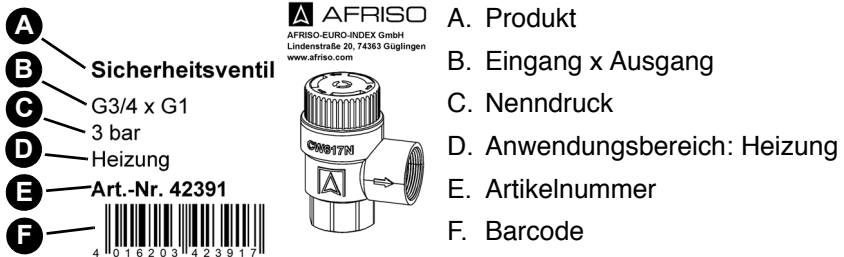 A
B
C
D
E
F
Sicherheitsventil
G3/4 x G1
3 bar
Heizung
Art.-Nr. 42391
4 016203 423917
AFRISO
AFRISO-EURO-INDEX GmbH
Lindenstraße 20, 74363 Güglingen
www.afriso.com
CW617N
A. Produkt
B. Eingang x Ausgang
C. Nenndruck
D. Anwendungsbereich: Heizung
E. Artikelnummer
F. Barcode